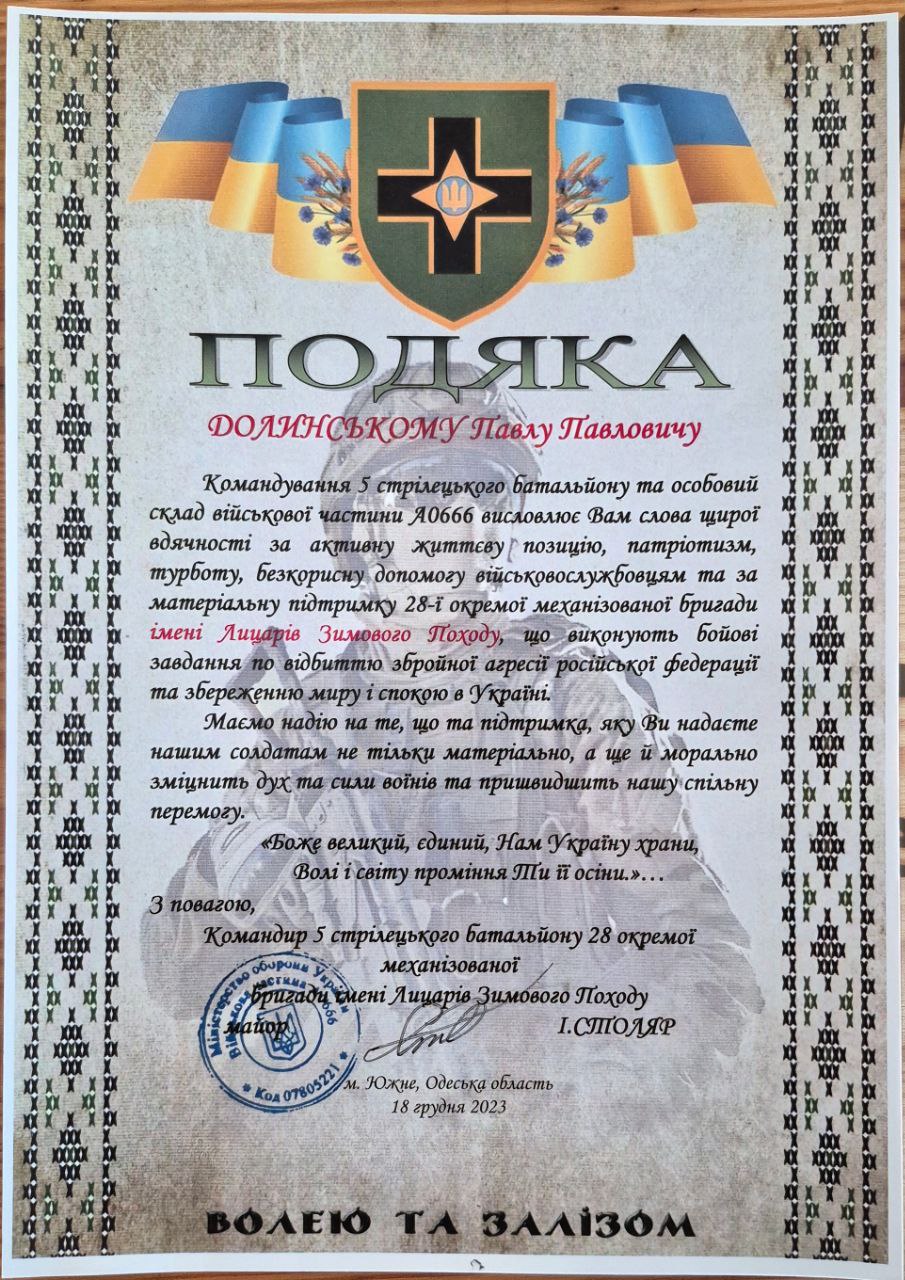 ПОДЯКА
ДОЛИНСЬКОМУ Павлу Павловичу
Командування 5 стрілецького батальйону та особовий
склад військової частини А0666 висловлює Вам слова щирої
вдячності за активну життєву позицію, патріотизм,
турботу, безкорисну допомогу військовослужбовцям та за
матеріальну підтримку 28-ї окремої механізованої бригади
імені Лицарів Зимового Походу, що виконують бойові
завдання по відбиттю збройної агресії російської федерації
та збереженню миру і спокою в Україні.
Маємо надію на те, що та підтримка, яку Ви надаєте
нашим солдатам не тільки матеріально, а ще й морально
зміцнить дух та сили воїнів та пришвидшить нашу спільну
перемогу.
«Боже великий, єдиний, Нам Україну храни,
Волі і світу проміння Ти її осіни.»...
З повагою,
Командир 5 стрілецького батальйону 28 окремої
механізованої
бригади імені Лицарів Зимового Походу
майор І.СТОЛЯР
Міністерство оборони України
Військова частина А0666
* Код 07805221 *
м. Южне, Одеська область
18 грудня 2023
ВОЛЕЮ ТА ЗАЛІЗОМ